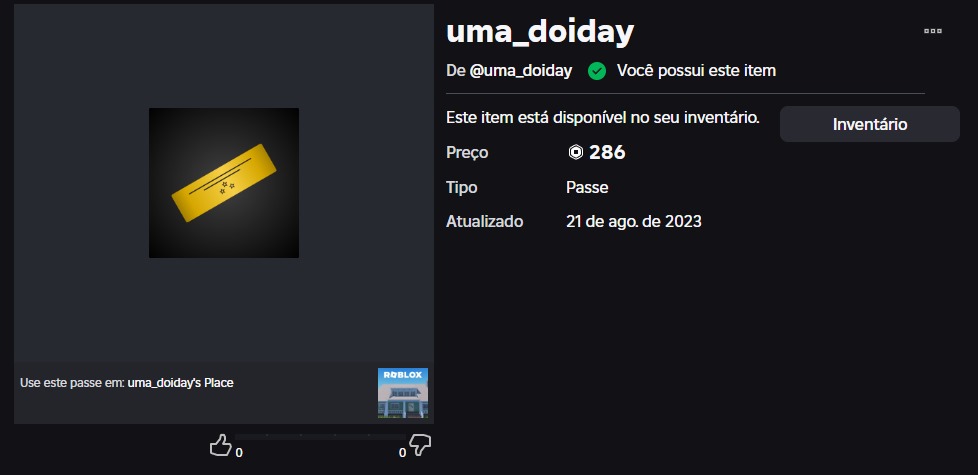 uma_doiday
De @uma_doiday Você possui este item
Este item está disponível no seu inventário.
Inventário
Preço 286
Tipo Passe
Atualizado 21 de ago. de 2023
Use este passe em: uma_doiday's Place
ROBLOX
0 0